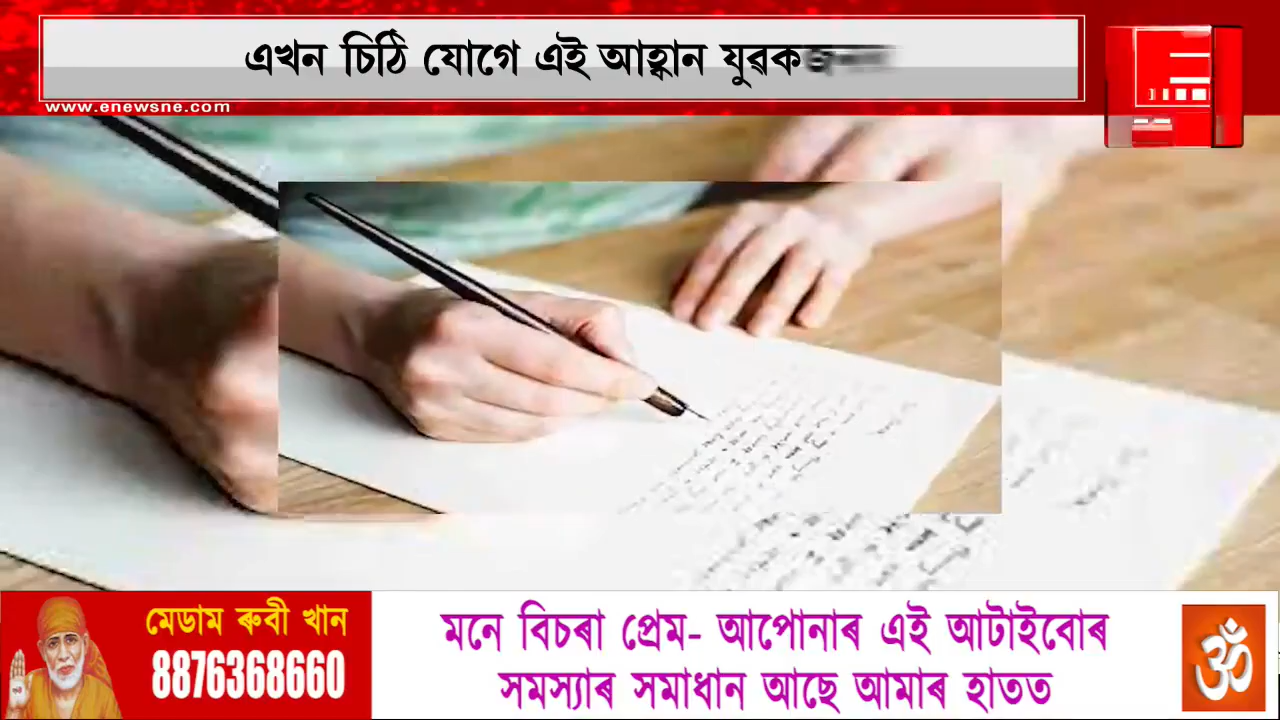 এখন চিঠি যোগে এই আহ্বান যুৱক
www.enewsne.com
মেডাম ৰুবী খান
8876368660
মনে বিচৰা প্ৰেম- আপোনাৰ এই আটাইবোৰ
সমস্যাৰ সমাধান আছে আমাৰ হাতত
ॐ